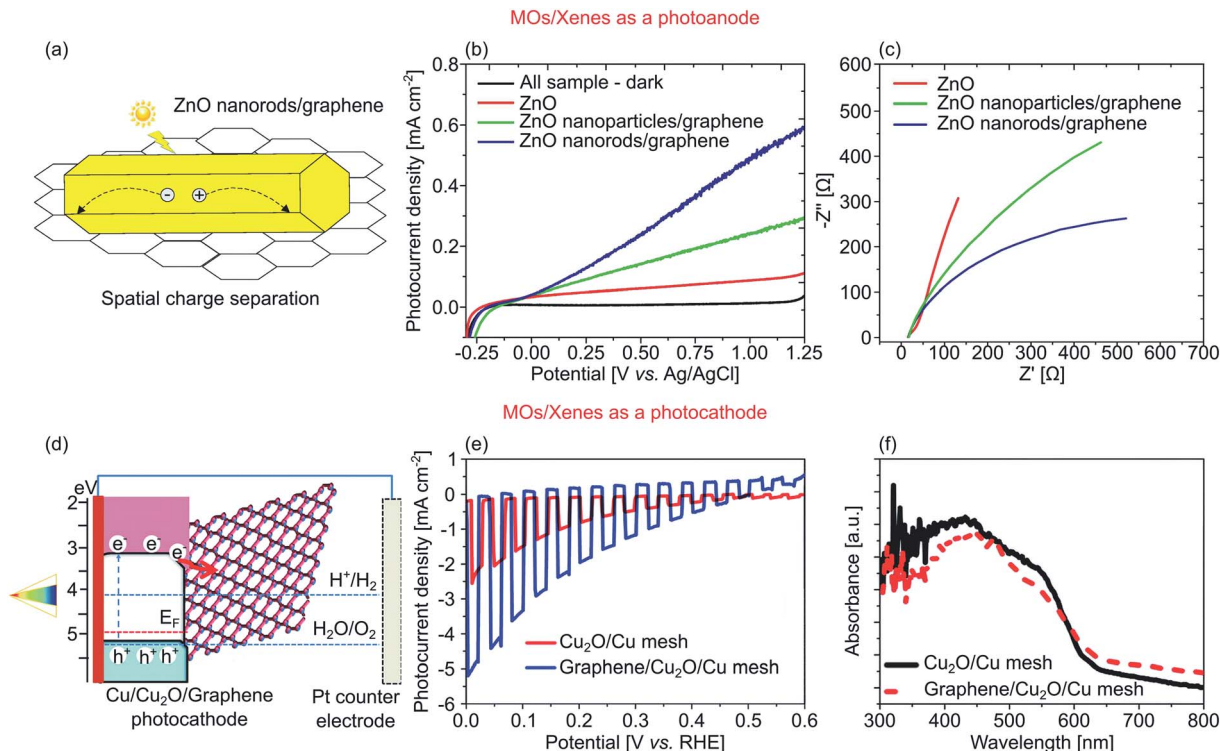 MOs/Xenes as a photoanode
(a)
ZnO nanorods/graphene
-
+
Spatial charge separation
(b)
Photocurrent density [mA cm⁻²]
0.8
0.6
0.4
0.2
0.0
All sample - dark
ZnO
ZnO nanoparticles/graphene
ZnO nanorods/graphene
-0.25 0.00 0.25 0.50 0.75 1.00 1.25
Potential [V vs. Ag/AgCl]
(c)
-Z'' [Ω]
600
500
400
300
200
100
0
ZnO
ZnO nanoparticles/graphene
ZnO nanorods/graphene
0 100 200 300 400 500 600 700
Z' [Ω]
MOs/Xenes as a photocathode
(d)
eV
2
3
4
5
e⁻ e⁻ e⁻
H⁺/H₂
E_F
H₂O/O₂
h⁺ h⁺ h⁺
Cu/Cu₂O/Graphene
photocathode
Pt counter
electrode
(e)
Photocurrent density [mA cm⁻²]
1
0
-1
-2
-3
-4
-5
-6
Cu₂O/Cu mesh
Graphene/Cu₂O/Cu mesh
0.0 0.1 0.2 0.3 0.4 0.5 0.6
Potential [V vs. RHE]
(f)
Absorbance [a.u.]
Cu₂O/Cu mesh
Graphene/Cu₂O/Cu mesh
300 400 500 600 700 800
Wavelength [nm]